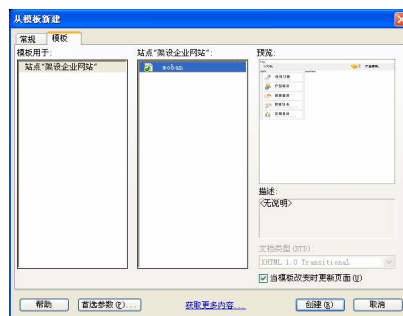 从模板新建
常规
模板
模板用于:
站点"架设企业网站":
预览:
站点"架设企业网站"
moban
描述:
<无说明>
文档类型(DTD):
XHTML 1.0 Transitional
当模板改变时更新页面(U)
帮助
首选参数(P)...
获取更多内容...
创建(R)
取消